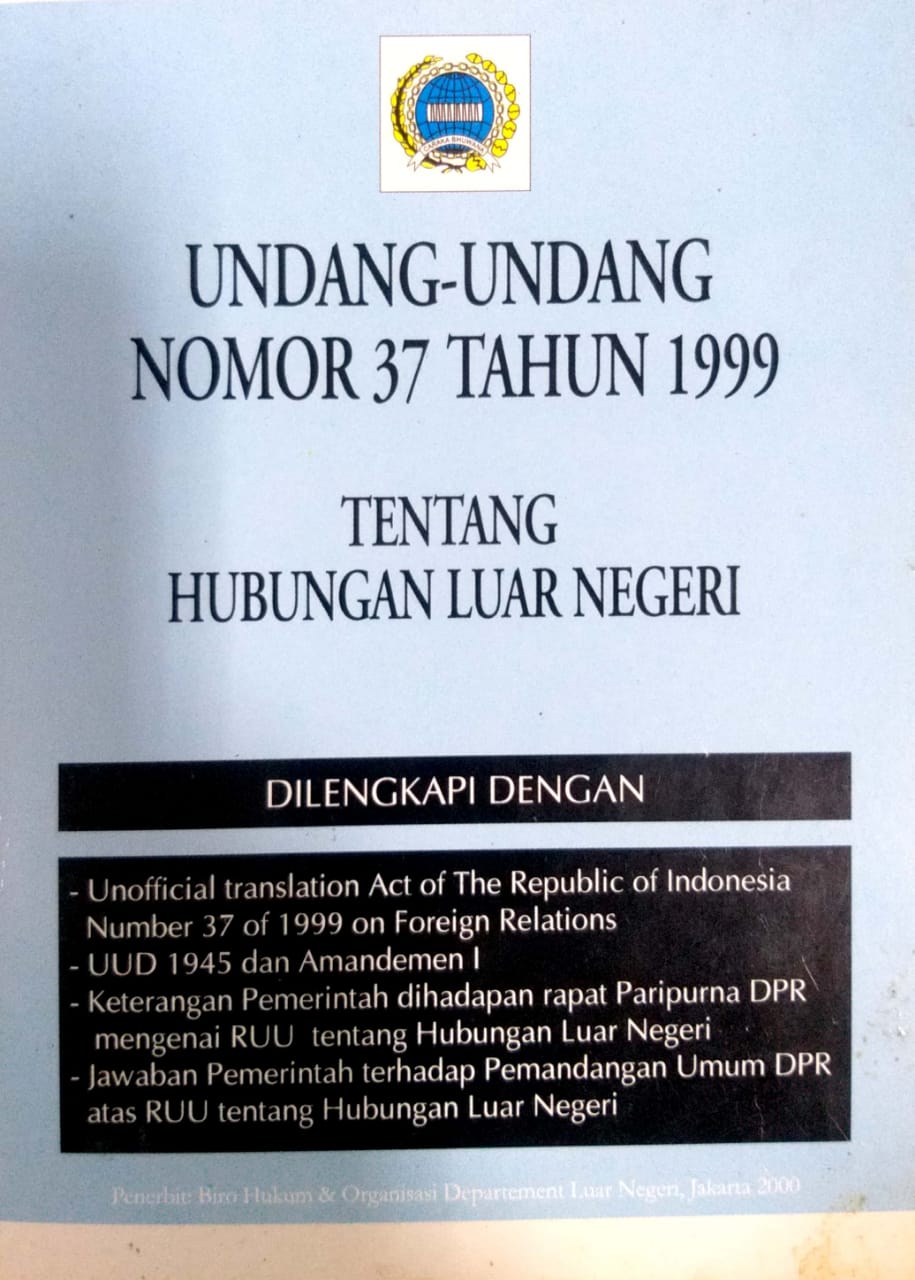 CARAKA BHUWANA
UNDANG-UNDANG
NOMOR 37 TAHUN 1999
TENTANG
HUBUNGAN LUAR NEGERI
DILENGKAPI DENGAN
- Unofficial translation Act of The Republic of Indonesia
Number 37 of 1999 on Foreign Relations
- UUD 1945 dan Amandemen I
- Keterangan Pemerintah dihadapan rapat Paripurna DPR
mengenai RUU tentang Hubungan Luar Negeri
- Jawaban Pemerintah terhadap Pemandangan Umum DPR
atas RUU tentang Hubungan Luar Negeri
Penerbit: Biro Hukum & Organisasi Departement Luar Negeri, Jakarta 2000